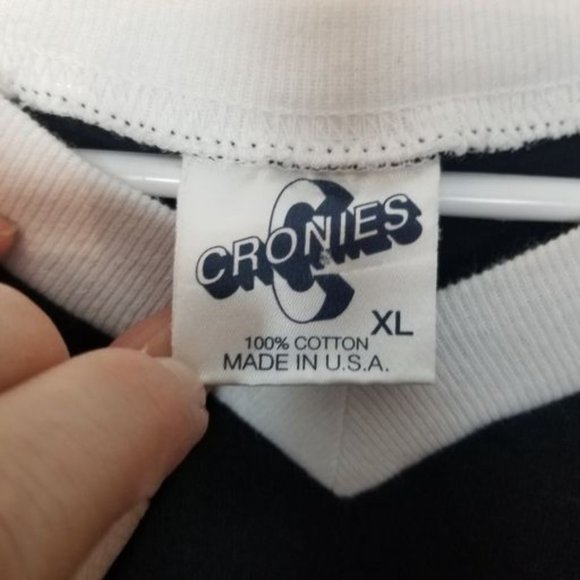 CRONIES
XL
100% COTTON
MADE IN U.S.A.